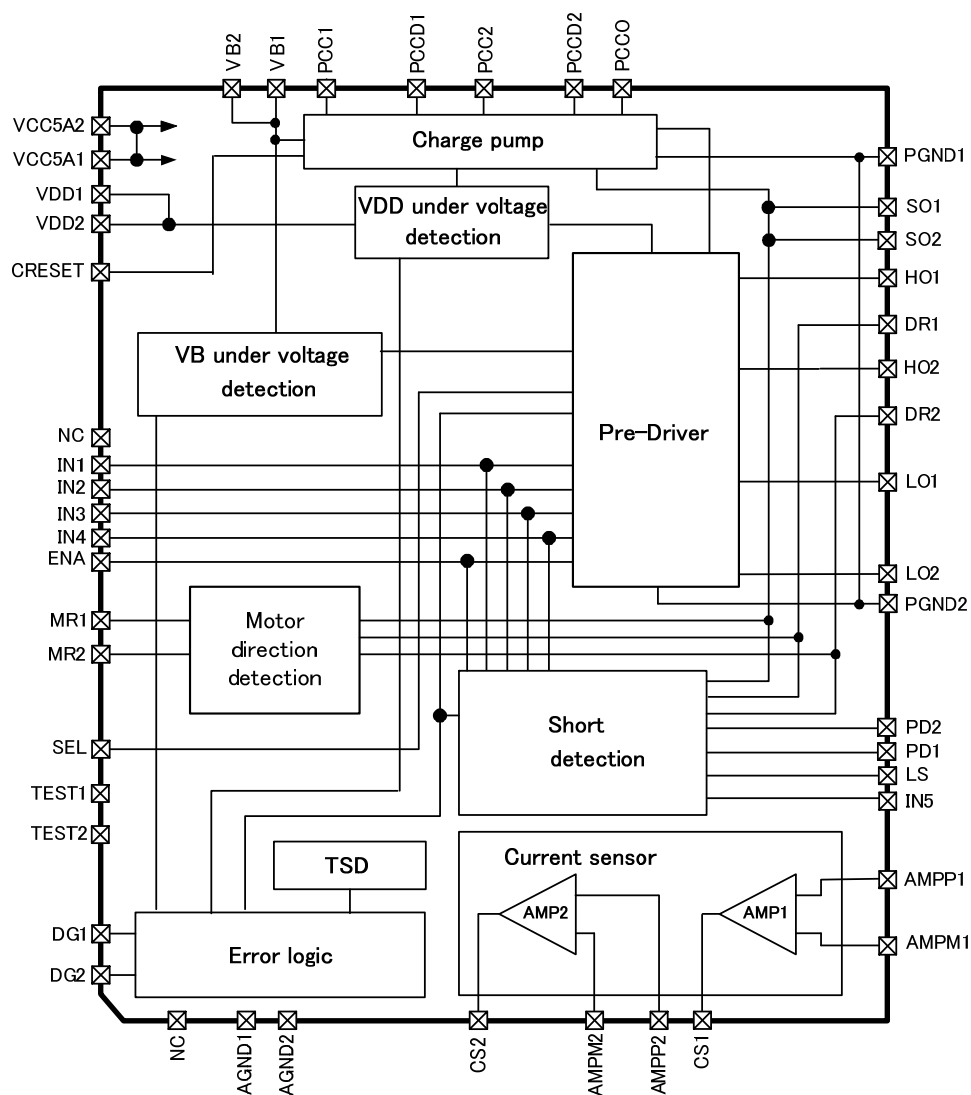 VB2
VB1
PCC1
PCCD1
PCC2
PCCD2
PCCO
VCC5A2
VCC5A1
VDD1
VDD2
CRESET
NC
IN1
IN2
IN3
IN4
ENA
MR1
MR2
SEL
TEST1
TEST2
DG1
DG2
Charge pump
VDD under voltage
detection
VB under voltage
detection
Pre-Driver
Motor
direction
detection
Short
detection
TSD
Error logic
Current sensor
AMP2
AMP1
PGND1
SO1
SO2
HO1
DR1
HO2
DR2
LO1
LO2
PGND2
PD2
PD1
LS
IN5
AMPP1
AMPM1
NC
AGND1
AGND2
CS2
AMPM2
AMPP2
CS1